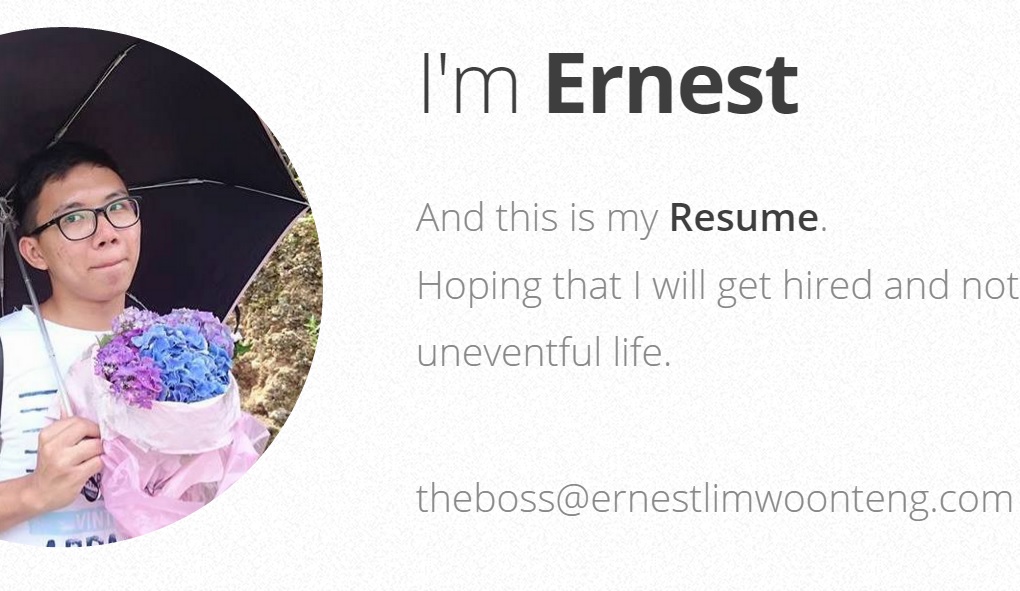 I'm Ernest
And this is my Resume.
Hoping that I will get hired and not
uneventful life.
theboss@ernestlimwoonteng.com